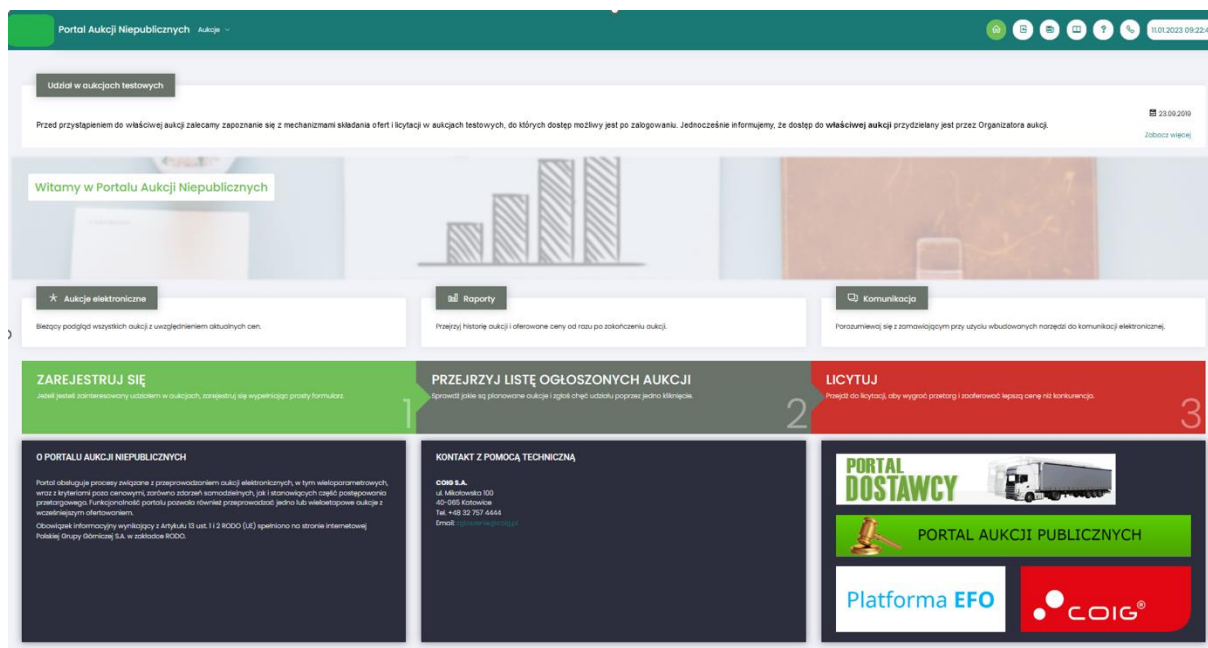 Portal Aukcji Niepublicznych Aukcje
11.01.2023 09:22:4
Udział w aukcjach testowych
Przed przystąpieniem do właściwej aukcji zalecamy zapoznanie się z mechanizmami składania ofert i licytacji w aukcjach testowych, do których dostęp możliwy jest po zalogowaniu. Jednocześnie informujemy, że dostęp do właściwej aukcji przydzielany jest przez Organizatora aukcji.
23.09.2019
Zobacz więcej
Witamy w Portalu Aukcji Niepublicznych
Aukcje elektroniczne
Bieżący podgląd wszystkich aukcji z uwzględnieniem aktualnych cen.
Raporty
Przejrzyj historię aukcji i oferowane ceny od razu po zakończeniu aukcji.
Komunikacja
Porozumiewaj się z zamawiającym przy użyciu wbudowanych narzędzi do komunikacji elektronicznej.
ZAREJESTRUJ SIĘ
Jeżeli jesteś zainteresowany udziałem w aukcjach, zarejestruj się wypełniając prosty formularz.
1
PRZEJRZYJ LISTĘ OGŁOSZONYCH AUKCJI
Sprawdź jakie są planowane aukcje i zgłoś chęć udziału poprzez jedno kliknięcie.
2
LICYTUJ
Przejdź do licytacji, aby wygrać przetarg i zaoferować lepszą cenę niż konkurencja.
3
O PORTALU AUKCJI NIEPUBLICZNYCH
Portal obsługuje procesy związane z przeprowadzaniem aukcji elektronicznych, w tym wieloparametrowych,
wraz z kryteriami poza cenowymi, zarówno zdarzeń samodzielnych, jak i stanowiących część postępowania
przetargowego. Funkcjonalność portalu pozwala również przeprowadzać jedno lub wieloetapowe aukcje z
wcześniejszym ofertowaniem.
Obowiązek informacyjny wynikający z Artykułu 13 ust. 1 i 2 RODO (UE) spełniono na stronie internetowej
Polskiej Grupy Górniczej S.A. w zakładce RODO.
KONTAKT Z POMOCĄ TECHNICZNĄ
COIG S.A.
ul. Mikołowska 100
40-065 Katowice
Tel. +48 32 757 4444
Email: zgloszenia@coig.pl
PORTAL
DOSTAWCY
PORTAL AUKCJI PUBLICZNYCH
Platforma EFO
COIG®